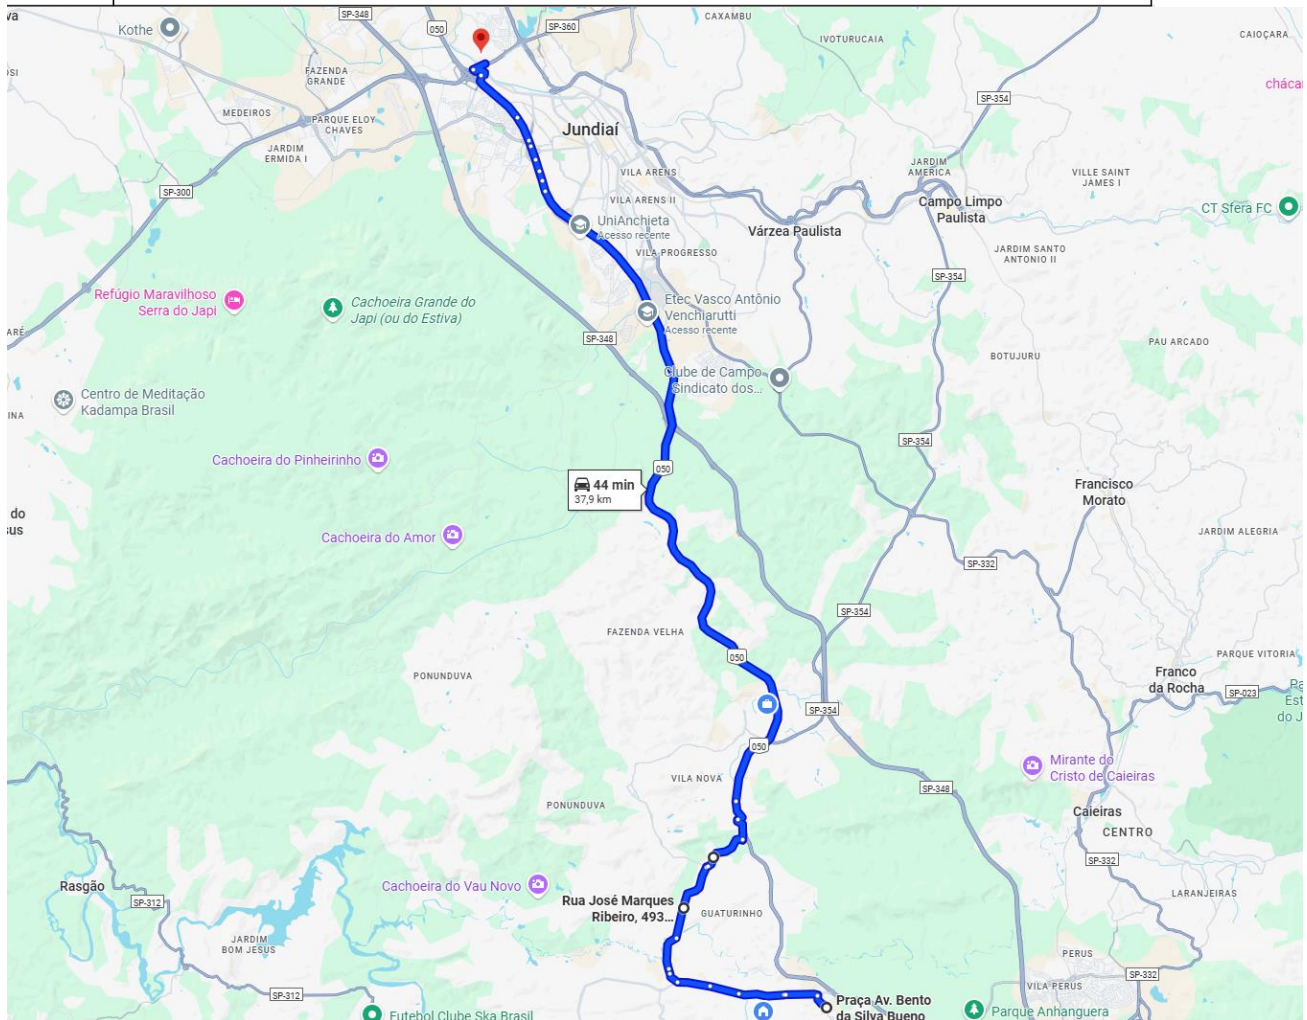 va
Kothe
SP-348
050
SP-360
CAXAMBU
IVOTURUCAIA
CAIOÇARA
OSI
FAZENDA
GRANDE
chácar
MEDEIROS
PARQUE ELOY
CHAVES
SP-354
Jundiaí
JARDIM
ERMIDA I
SP-300
VILA ARENS
JARDIM
AMERICA
VILLE SAINT
JAMES I
VILA ARENS II
Campo Limpo
Paulista
CT Sfera FC
UniAnchieta
Acesso recente
Várzea Paulista
VILA PROGRESSO
JARDIM SANTO
ANTONIO II
SP-354
Refúgio Maravilhoso
Serra do Japi
Cachoeira Grande do
Japi (ou do Estiva)
Etec Vasco Antônio
Venchiarutti
Acesso recente
ARÉ
SP-348
PAU ARCADO
BOTUJURU
Clube de Campo
Sindicato dos...
Centro de Meditação
Kadampa Brasil
INA
SP-354
Cachoeira do Pinheirinho
050
44 min
37,9 km
Francisco
Morato
do
sus
Cachoeira do Amor
JARDIM ALEGRIA
SP-332
SP-354
FAZENDA VELHA
050
PARQUE VITORIA
PONUNDUVA
Franco
da Rocha
SP-023
Pa
Est
do J
SP-354
050
Mirante do
Cristo de Caieiras
VILA NOVA
SP-348
PONUNDUVA
Caieiras
CENTRO
SP-332
Rasgão
Cachoeira do Vau Novo
LARANJEIRAS
SP-312
Rua José Marques
Ribeiro, 493...
GUATURINHO
JARDIM
BOM JESUS
PERUS
SP-332
VILA PERUS
SP-312
Praça Av. Bento
da Silva Bueno
Parque Anhanguera
Futebol Clube Ska Brasil